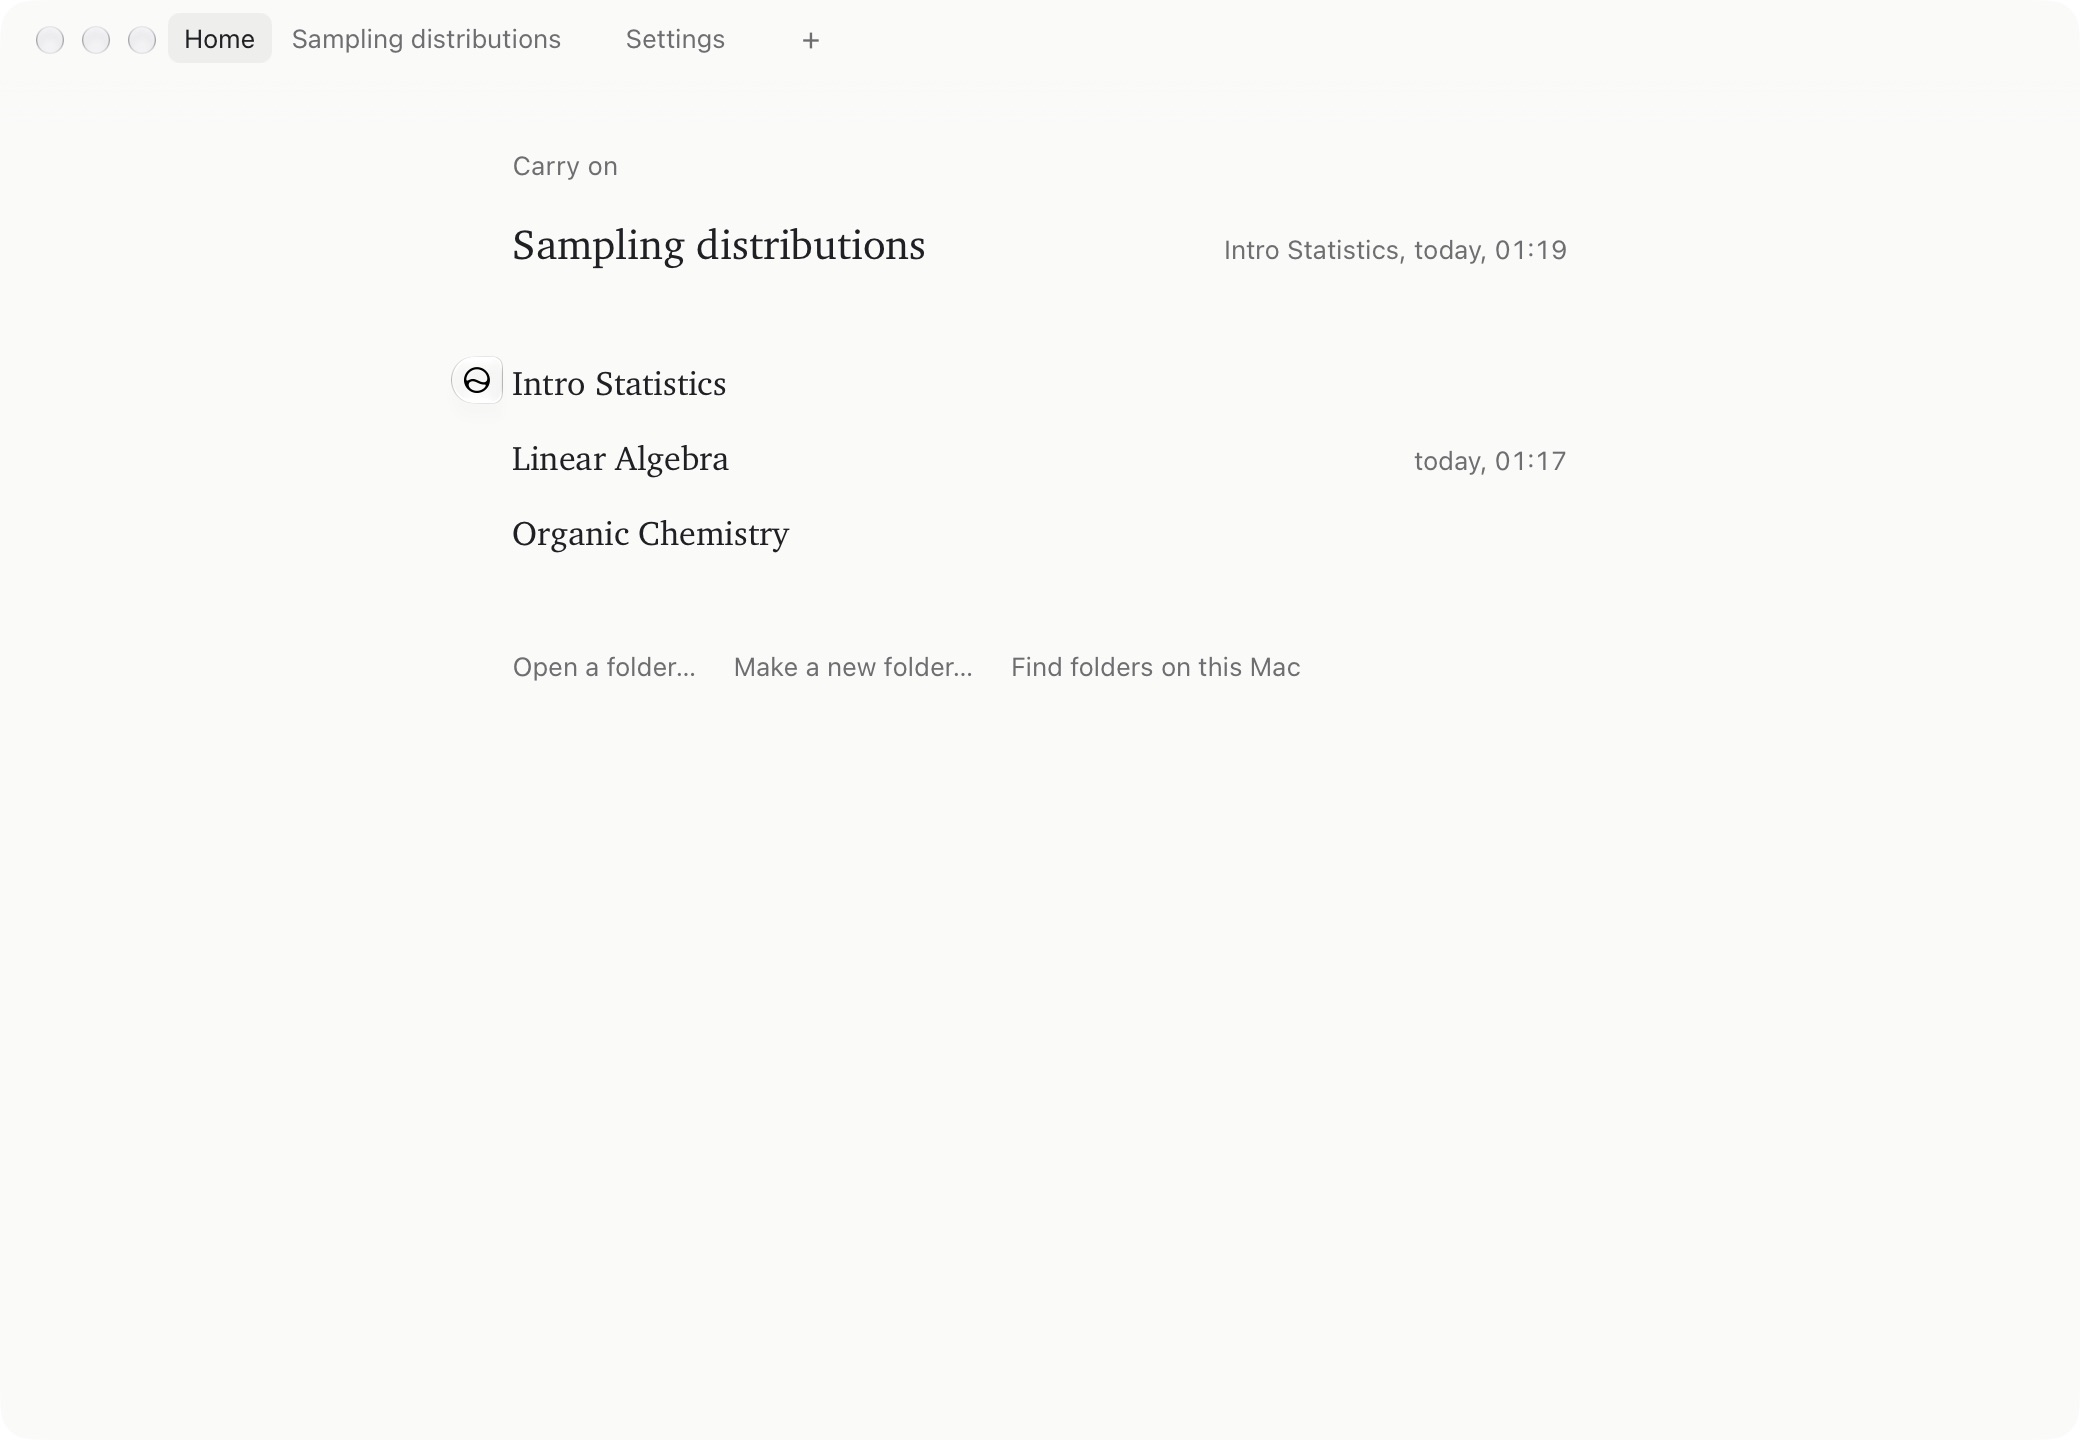 Home Sampling distributions Settings +
Carry on
Sampling distributions Intro Statistics, today, 01:19
Intro Statistics
Linear Algebra today, 01:17
Organic Chemistry
Open a folder... Make a new folder... Find folders on this Mac